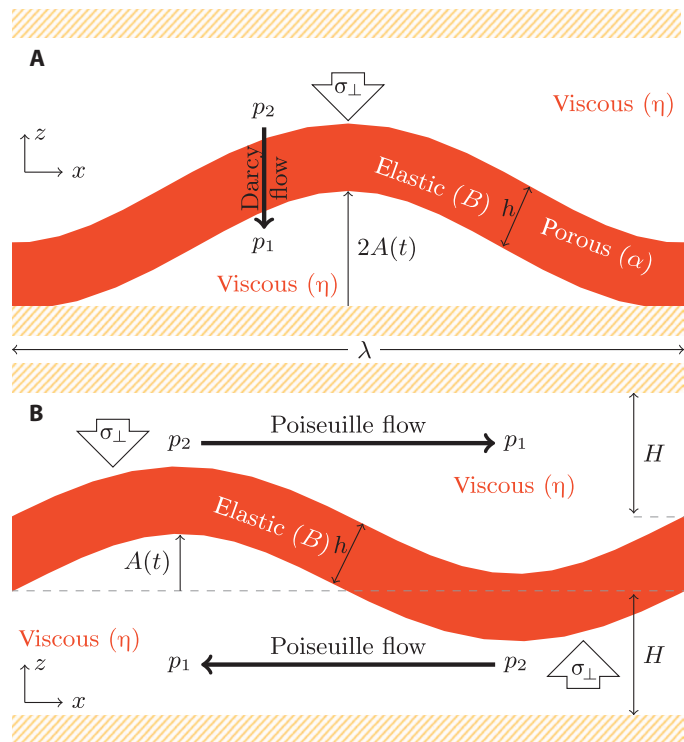 A
σ⊥
Viscous (η)
p₂
z
x
Darcy
flow
Elastic (B)
h
Porous (α)
p₁
2A(t)
Viscous (η)
λ
B
σ⊥
p₂
Poiseuille flow
p₁
H
Viscous (η)
Elastic (B)
h
A(t)
Viscous (η)
Poiseuille flow
p₁
p₂
H
z
σ⊥
x